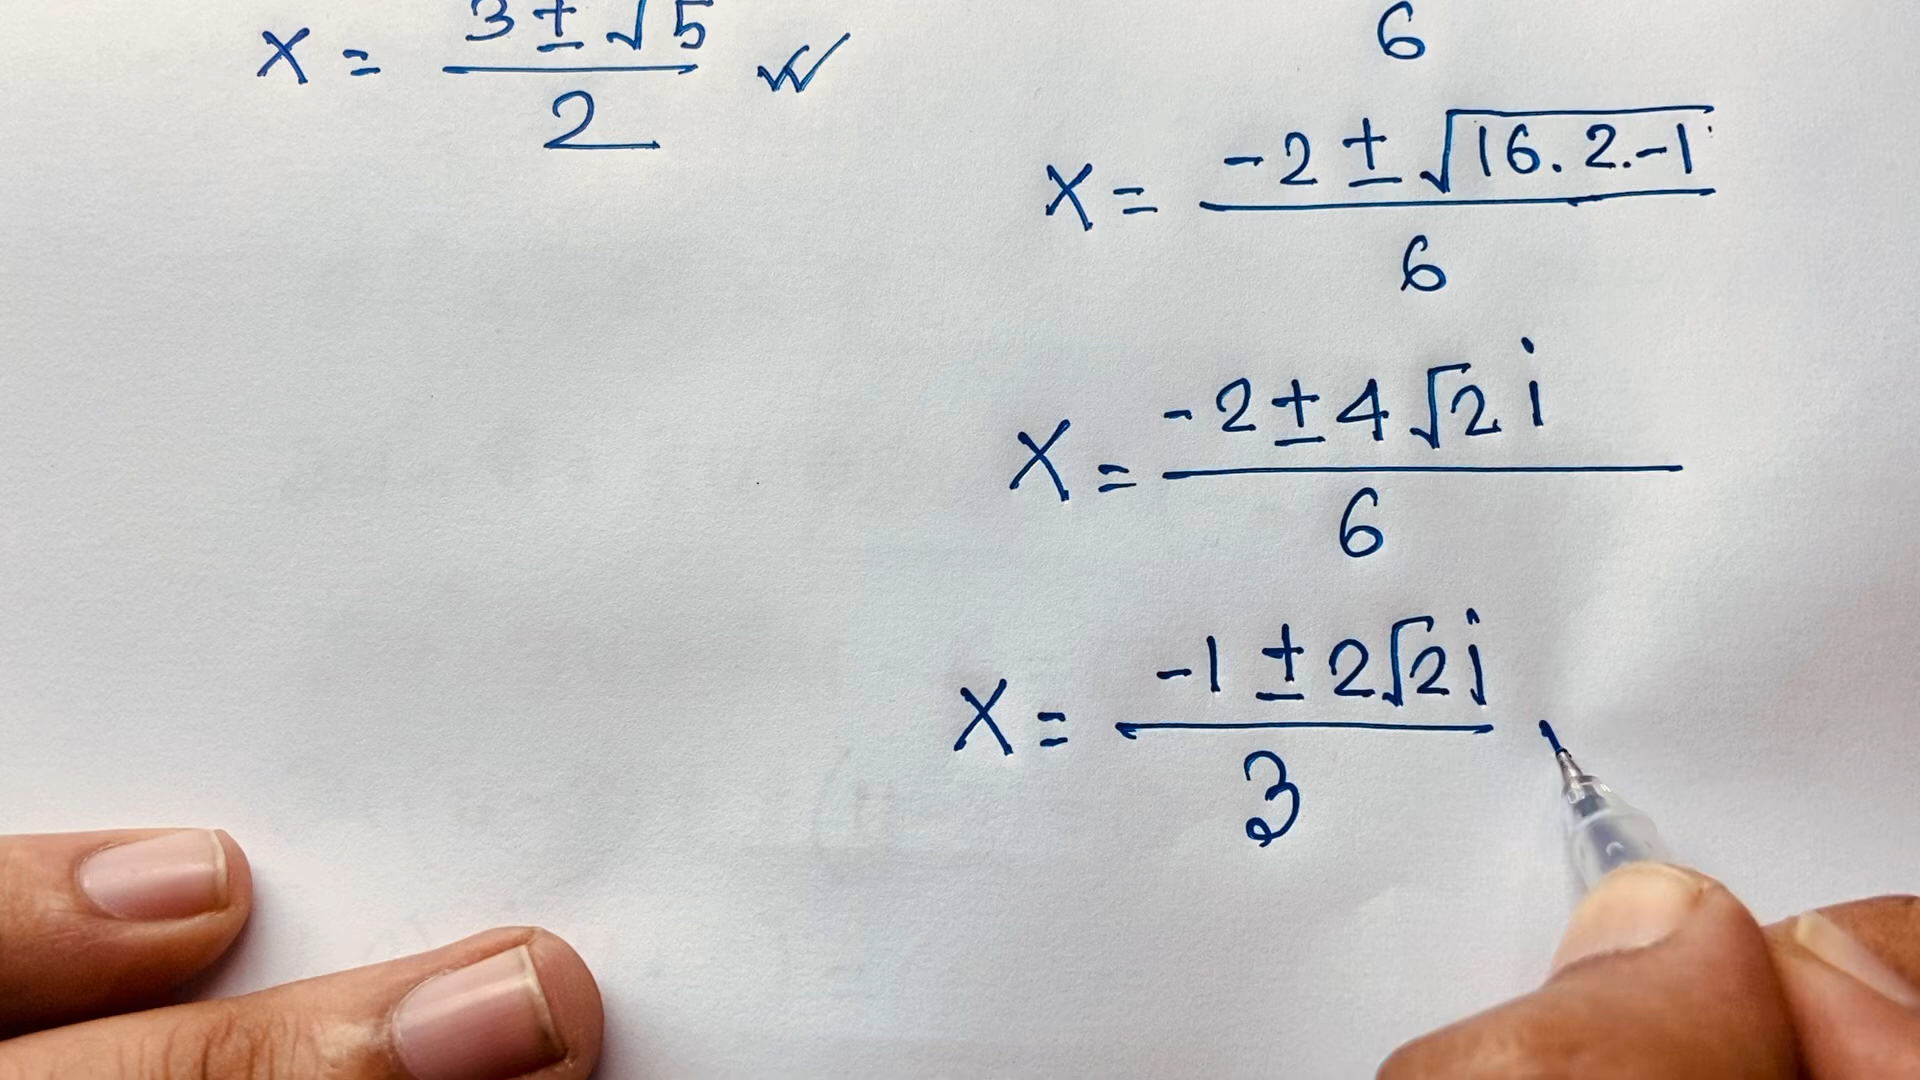 x = (3 ± √5) / 2
6
x = (-2 ± √(16.2.-1)) / 6
x = (-2 ± 4√2 i) / 6
x = (-1 ± 2√2 i) / 3